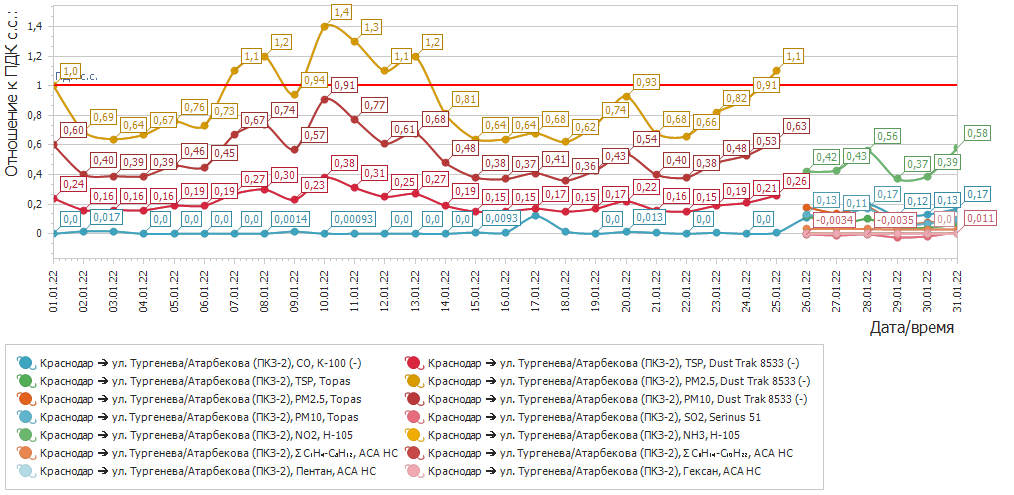 Отношение к ПДК с.с.:
1,4
1,2
1
0,8
0,6
0,4
0,2
0
1,4
1,3
1,1 1,2 1,1 1,2 1,1
1,0
0,94 0,93 0,91
0,69 0,64 0,67 0,76 0,73 0,81 0,64 0,64 0,68 0,62 0,74 0,68 0,66 0,82
0,91
0,60 0,40 0,39 0,39 0,46 0,45 0,67 0,74 0,57 0,77 0,61 0,68 0,48 0,38 0,37 0,41 0,36 0,43 0,54 0,40 0,38 0,48 0,53 0,63
0,24 0,16 0,16 0,16 0,19 0,19 0,27 0,30 0,23 0,38 0,31 0,25 0,27 0,19 0,15 0,15 0,17 0,15 0,17 0,22 0,16 0,15 0,19 0,21 0,26
0,42 0,43 0,56 0,37 0,39 0,58
0,0 0,017 0,0 0,0 0,0 0,0 0,0014 0,00093 0,0 0,0 0,0 0,0093 0,0 0,013 0,0 0,0 0,13 0,11 0,17 0,12 0,13 0,17
-0,0034 -0,0035 0,011
01.01.22 02.01.22 03.01.22 04.01.22 05.01.22 06.01.22 07.01.22 08.01.22 09.01.22 10.01.22 11.01.22 12.01.22 13.01.22 14.01.22 15.01.22 16.01.22 17.01.22 18.01.22 19.01.22 20.01.22 21.01.22 22.01.22 23.01.22 24.01.22 25.01.22 26.01.22 27.01.22 28.01.22 29.01.22 30.01.22 31.01.22
Дата/время
Краснодар ➔ ул. Тургенева/Атарбекова (ПКЗ-2), CO, К-100 (-)
Краснодар ➔ ул. Тургенева/Атарбекова (ПКЗ-2), TSP, Topas
Краснодар ➔ ул. Тургенева/Атарбекова (ПКЗ-2), PM2.5, Topas
Краснодар ➔ ул. Тургенева/Атарбекова (ПКЗ-2), PM10, Topas
Краснодар ➔ ул. Тургенева/Атарбекова (ПКЗ-2), NO2, Н-105
Краснодар ➔ ул. Тургенева/Атарбекова (ПКЗ-2), Σ C₁H₄-C₅H₁₂, АСА НС
Краснодар ➔ ул. Тургенева/Атарбекова (ПКЗ-2), Пентан, АСА НС
Краснодар ➔ ул. Тургенева/Атарбекова (ПКЗ-2), TSP, Dust Trak 8533 (-)
Краснодар ➔ ул. Тургенева/Атарбекова (ПКЗ-2), PM2.5, Dust Trak 8533 (-)
Краснодар ➔ ул. Тургенева/Атарбекова (ПКЗ-2), PM10, Dust Trak 8533 (-)
Краснодар ➔ ул. Тургенева/Атарбекова (ПКЗ-2), SO2, Serinus 51
Краснодар ➔ ул. Тургенева/Атарбекова (ПКЗ-2), NH3, Н-105
Краснодар ➔ ул.Тургенева/Атарбекова (ПКЗ-2), Σ C₆H₁₄-C₁₀H₂₂, АСА НС
Краснодар ➔ ул. Тургенева/Атарбекова (ПКЗ-2), Гексан, АСА НС